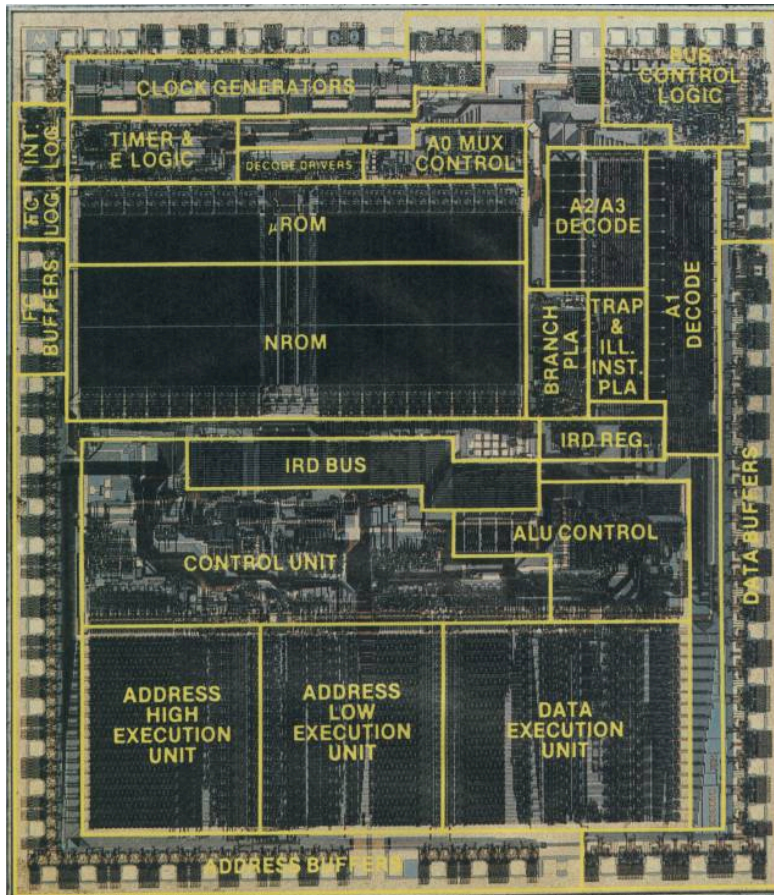 CLOCK GENERATORS
BUS
CONTROL
LOGIC
INT.
LOG
TIMER &
E LOGIC
DECODE DRIVERS
A0 MUX
CONTROL
FC
LOG
μROM
A2/A3
DECODE
A1
DECODE
FC
BUFFERS
NROM
BRANCH
PLA
TRAP
&
ILL.
INST.
PLA
IRD REG.
IRD BUS
DATA BUFFERS
ALU CONTROL
CONTROL UNIT
ADDRESS
HIGH
EXECUTION
UNIT
ADDRESS
LOW
EXECUTION
UNIT
DATA
EXECUTION
UNIT
ADDRESS BUFFERS